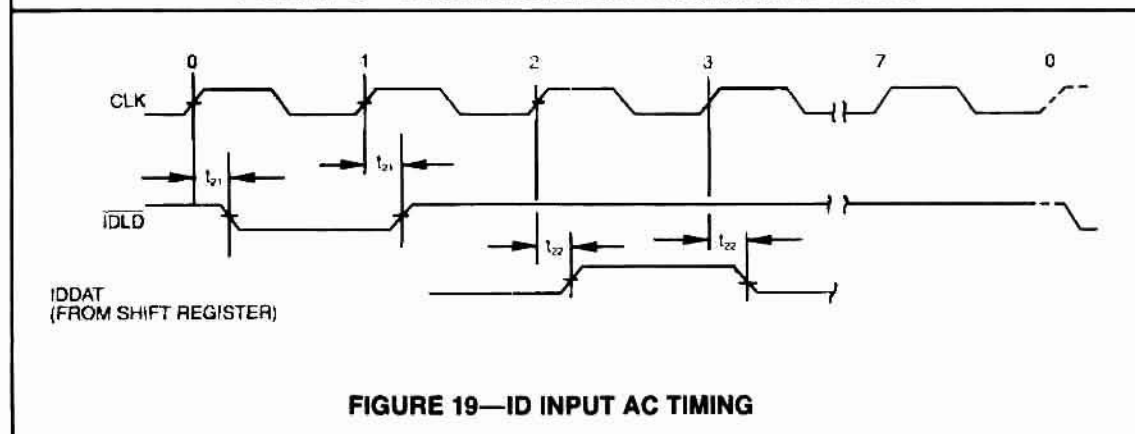 0 1 2 3 7 0
CLK
t21 t21
IDLD
t22 t22
IDDAT
(FROM SHIFT REGISTER)
FIGURE 19—ID INPUT AC TIMING